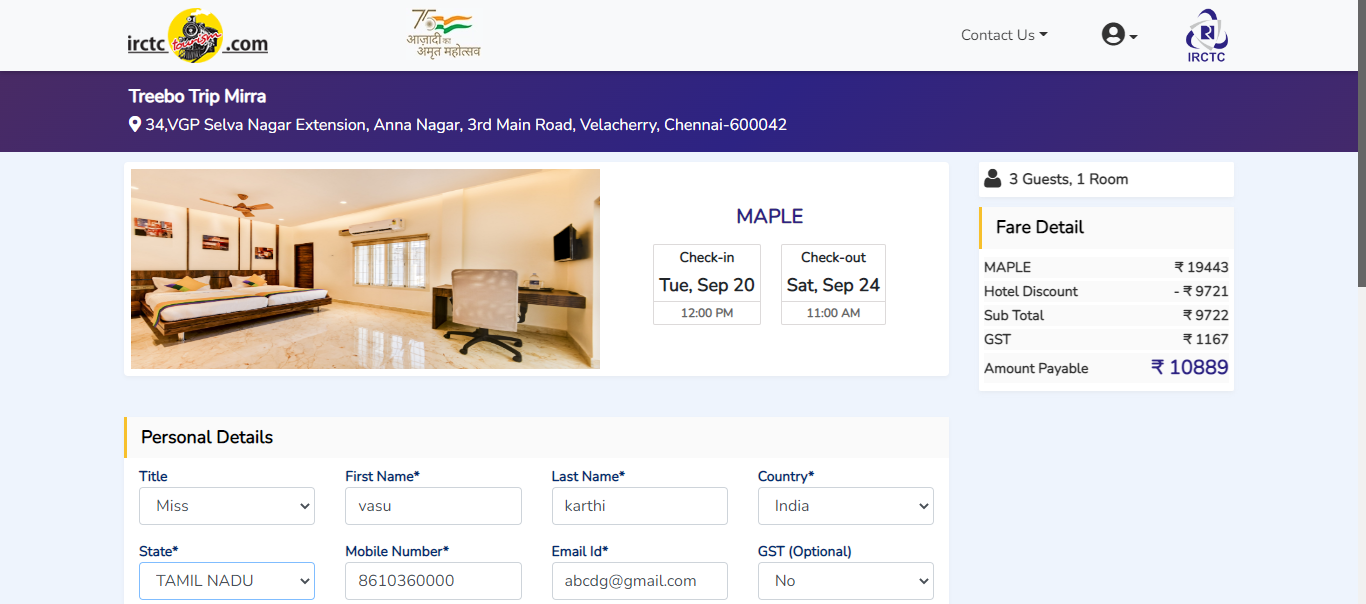 irctc tourism .com
75
आज़ादी का
अमृत महोत्सव
Contact Us
IRCTC
Treebo Trip Mirra
34,VGP Selva Nagar Extension, Anna Nagar, 3rd Main Road, Velacherry, Chennai-600042
MAPLE
Check-in
Tue, Sep 20
12:00 PM
Check-out
Sat, Sep 24
11:00 AM
3 Guests, 1 Room
Fare Detail
MAPLE ₹ 19443
Hotel Discount - ₹ 9721
Sub Total ₹ 9722
GST ₹ 1167
Amount Payable ₹ 10889
Personal Details
Title First Name* Last Name* Country*
Miss vasu karthi India
State* Mobile Number* Email Id* GST (Optional)
TAMIL NADU 8610360000 abcdg@gmail.com No